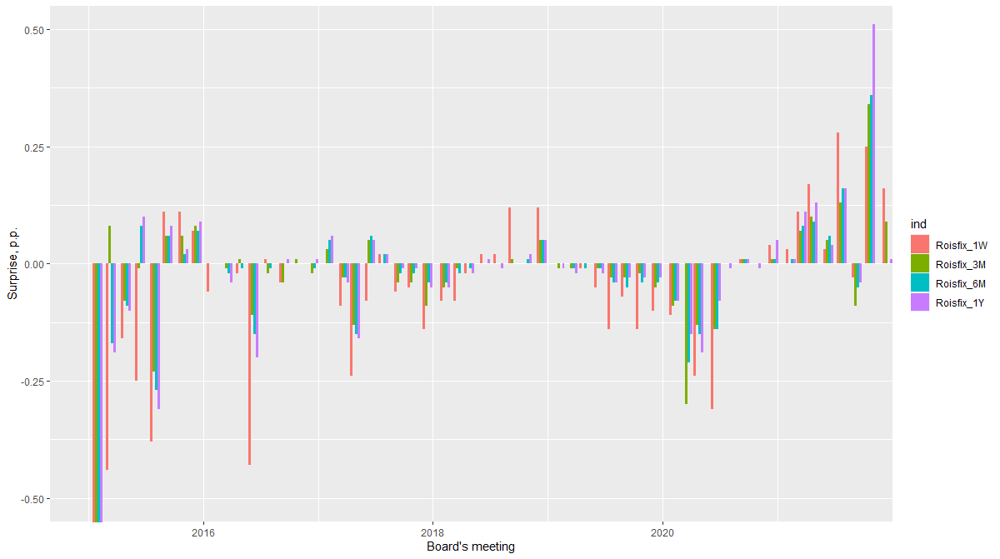 0.50
0.25
0.00
-0.25
-0.50
Surprise, p.p.
2016
2018
2020
Board's meeting
ind
Roisfix_1W
Roisfix_3M
Roisfix_6M
Roisfix_1Y